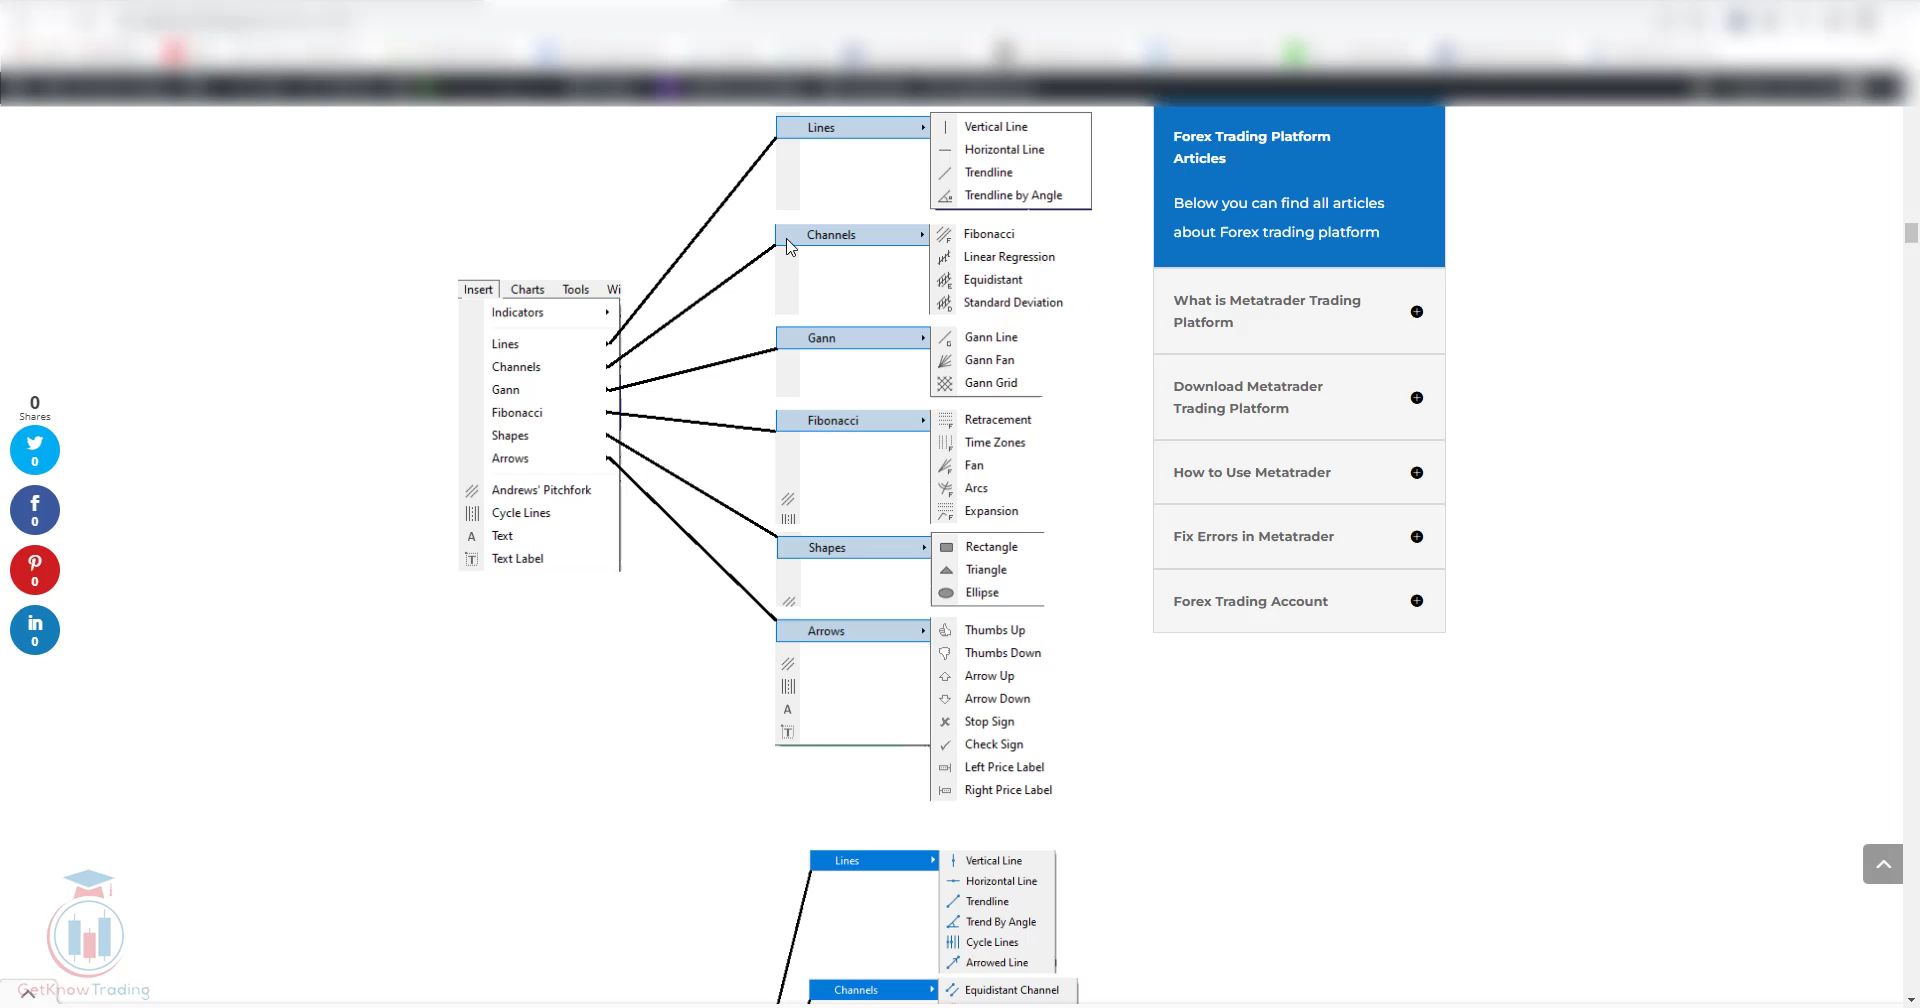 Lines
Vertical Line
Horizontal Line
Trendline
Trendline by Angle
Channels
Fibonacci
Linear Regression
Equidistant
Standard Deviation
Insert Charts Tools Wi
Indicators
Lines
Channels
Gann
Fibonacci
Shapes
Arrows
Andrews' Pitchfork
Cycle Lines
A Text
T Text Label
Gann
Gann Line
Gann Fan
Gann Grid
Fibonacci
Retracement
Time Zones
Fan
Arcs
Expansion
Shapes
Rectangle
Triangle
Ellipse
Arrows
Thumbs Up
Thumbs Down
Arrow Up
Arrow Down
Stop Sign
Check Sign
Left Price Label
Right Price Label
A
T
Lines
Vertical Line
Horizontal Line
Trendline
Trend By Angle
Cycle Lines
Arrowed Line
Channels
Equidistant Channel
Forex Trading Platform
Articles
Below you can find all articles
about Forex trading platform
What is Metatrader Trading
Platform
Download Metatrader
Trading Platform
How to Use Metatrader
Fix Errors in Metatrader
Forex Trading Account
0
Shares
0
f
0
0
in
0
GetKnowTrading